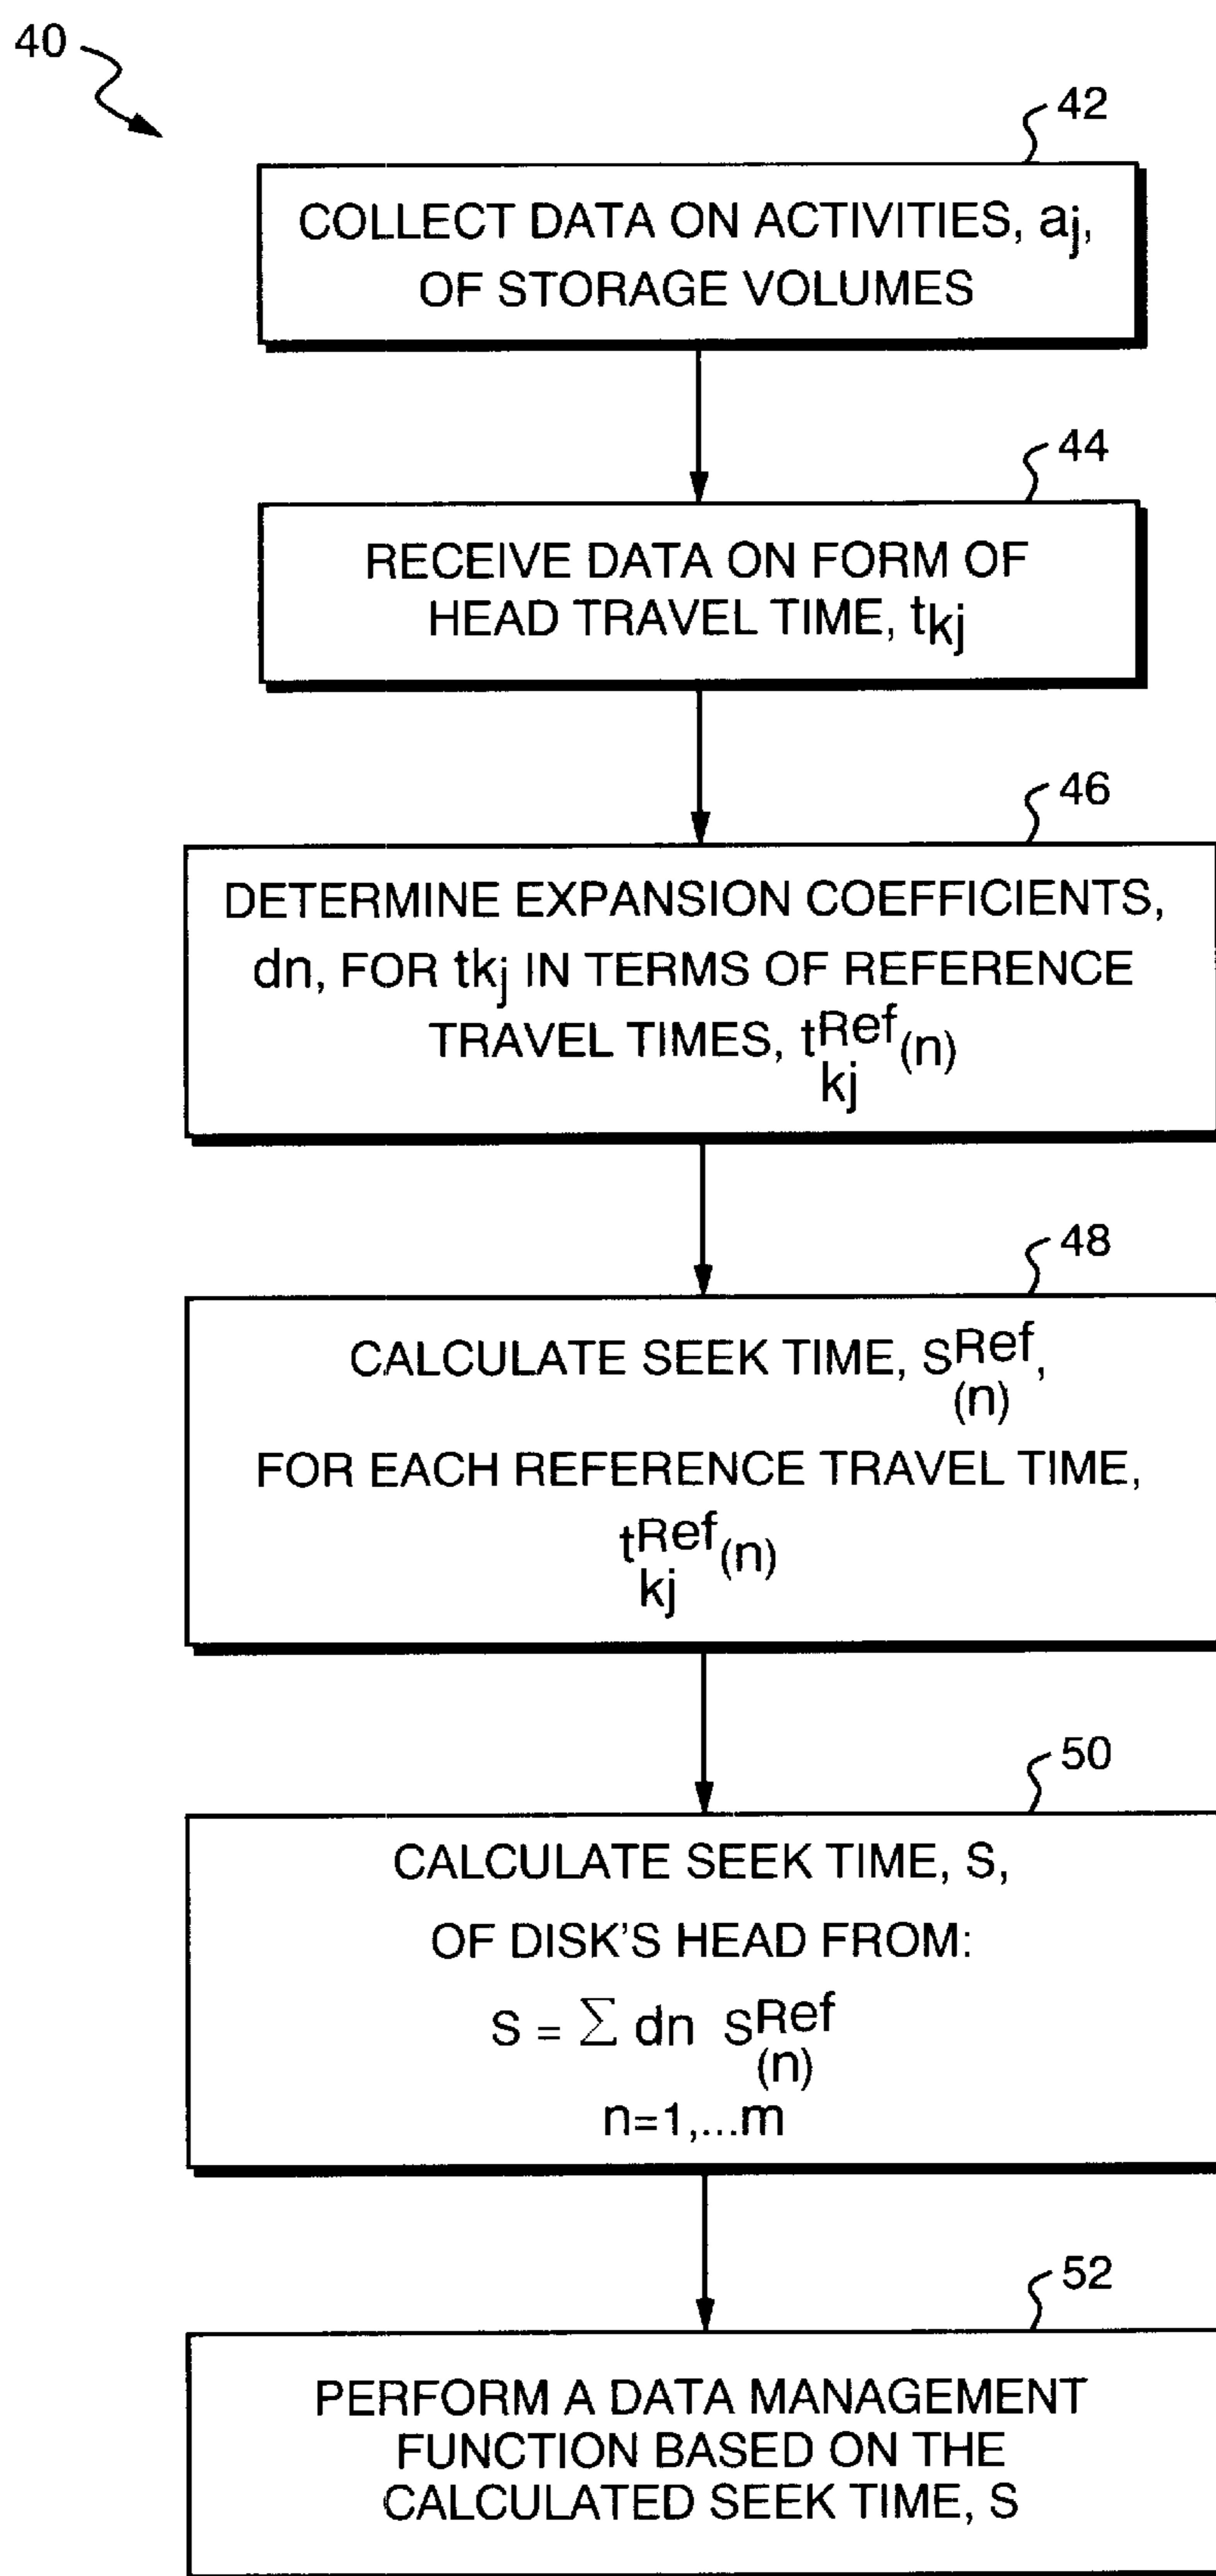 40
42
COLLECT DATA ON ACTIVITIES, aj,
OF STORAGE VOLUMES
44
RECEIVE DATA ON FORM OF
HEAD TRAVEL TIME, tkj
46
DETERMINE EXPANSION COEFFICIENTS,
dn, FOR tkj IN TERMS OF REFERENCE
TRAVEL TIMES, tRef(n)
kj
48
CALCULATE SEEK TIME, SRef,
(n)
FOR EACH REFERENCE TRAVEL TIME,
tRef(n)
kj
50
CALCULATE SEEK TIME, S,
OF DISK'S HEAD FROM:
S = Σ dn SRef
(n)
n=1,...m
52
PERFORM A DATA MANAGEMENT
FUNCTION BASED ON THE
CALCULATED SEEK TIME, S